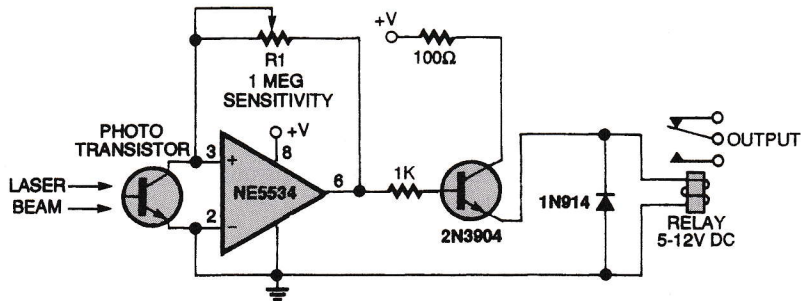 +V
100Ω
R1
1 MEG
SENSITIVITY
PHOTO
TRANSISTOR
+V
3
+
8
OUTPUT
LASER
BEAM
NE5534
6
1K
2
−
2N3904
1N914
RELAY
5-12V DC